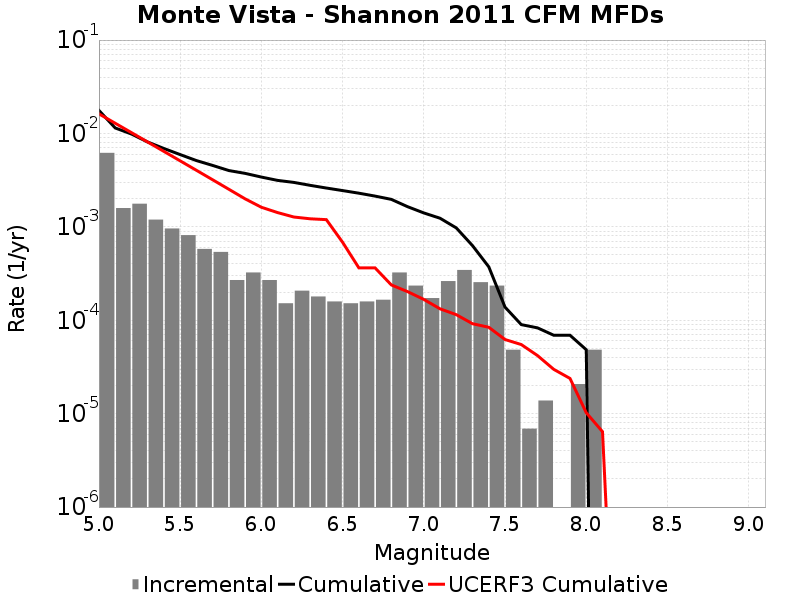 Monte Vista - Shannon 2011 CFM MFDs
10^-1
10^-2
10^-3
10^-4
10^-5
10^-6
Rate (1/yr)
5.0 5.5 6.0 6.5 7.0 7.5 8.0 8.5 9.0
Magnitude
Incremental Cumulative UCERF3 Cumulative